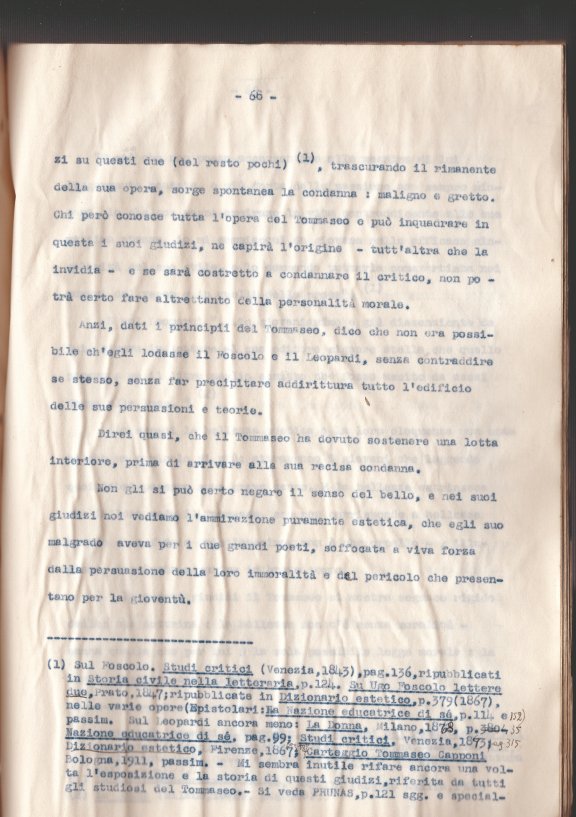 - 66 -
zi su questi due (del resto pochi) (1), trascurando il rimanente
della sua opera, sorge spontanea la condanna : maligno e gretto.
Chi però conosce tutta l'opera del Tommaseo e può inquadrare in
questa i suoi giudizi, ne capirà l'origine - tutt'altra che la
invidia - e se sarà costretto a condannare il critico, non po -
trà certo fare altrettanto della personalità morale.
Anzi, dati i principii del Tommaseo, dico che non era possi-
bile ch'egli lodasse il Foscolo e il Leopardi, senza contraddire
se stesso, senza far precipitare addirittura tutto l'edificio
delle sue persuasioni e teorie.
Direi quasi, che il Tommaseo ha dovuto sostenere una lotta
interiore, prima di arrivare alla sua recisa condanna.
Non gli si può certo negare il senso del bello, e nei suoi
giudizi noi vediamo l'ammirazione puramente estetica, che egli suo
malgrado aveva per i due grandi poeti, soffocata a viva forza
dalla persuasione della loro immoralità e del pericolo che presen-
tano per la gioventù.
(1) Sul Foscolo. Studi critici (Venezia,1843),pag.136,ripubblicati
in Storia civile nella letteraria,p.124. Su Ugo Foscolo lettere
due,Prato,1847;ripubblicate in Dizionario estetico,p.379(1867),
nelle varie opere(Epistolari:La Nazione educatrice di sé,p.114 e 152)
passim. Sul Leopardi ancora meno: La Donna, Milano,1868, p.
Nazione educatrice di sé, pag.99; Studi critici, Venezia,1843; pag 315.
Dizionario estetico, Firenze,1867; Carteggio Tommaseo Capponi
Bologna,1911, passim. - Mi sembra inutile rifare ancora una vol-
ta l'esposizione e la storia di questi giudizi,riferita da tutti
gli studiosi del Tommaseo.- Si veda PRUNAS,p.121 sgg. e special-